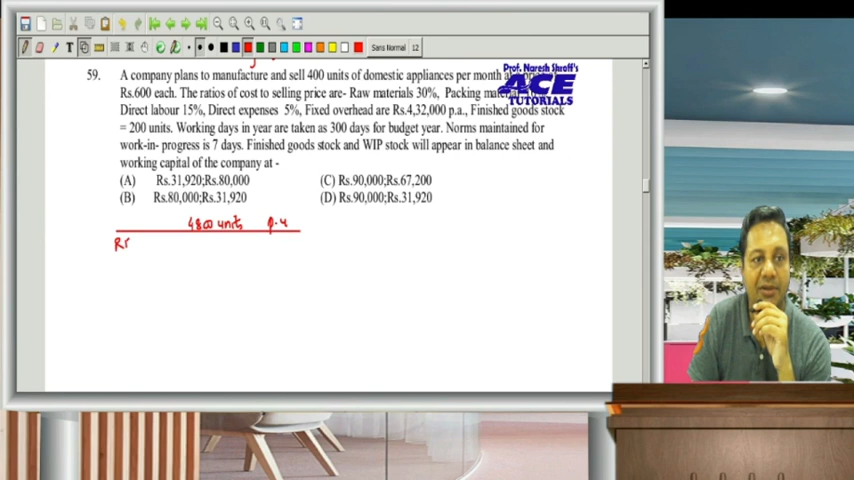 Sans Normal
12
Prof. Naresh Shroff's
ACE
TUTORIALS
59. A company plans to manufacture and sell 400 units of domestic appliances per month
Rs.600 each. The ratios of cost to selling price are- Raw materials 30%, Packing
Direct labour 15%, Direct expenses 5%, Fixed overhead are Rs.4,32,000 p.a., Finished goods stock
= 200 units. Working days in year are taken as 300 days for budget year. Norms maintained for
work-in- progress is 7 days. Finished goods stock and WIP stock will appear in balance sheet and
working capital of the company at -
(A) Rs.31,920;Rs.80,000 (C) Rs.90,000;Rs.67,200
(B) Rs.80,000;Rs.31,920 (D) Rs.90,000;Rs.31,920
4800 units p.u